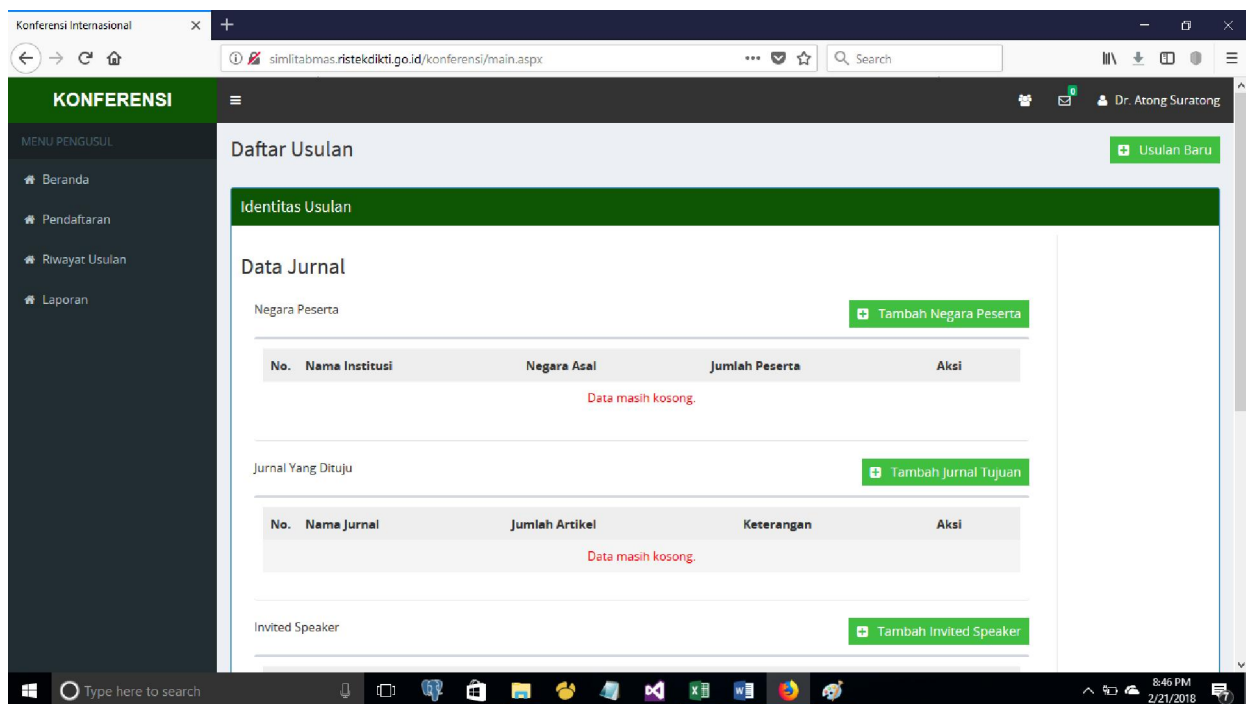 Konferensi Internasional
simlitabmas.ristekdikti.go.id/konferensi/main.aspx
Search
KONFERENSI
0
Dr. Atong Suratong
MENU PENGUSUL
Beranda
Pendaftaran
Riwayat Usulan
Laporan
Daftar Usulan
Usulan Baru
Identitas Usulan
Data Jurnal
Negara Peserta
Tambah Negara Peserta
No. Nama Institusi Negara Asal Jumlah Peserta Aksi
Data masih kosong.
Jurnal Yang Dituju
Tambah Jurnal Tujuan
No. Nama Jurnal Jumlah Artikel Keterangan Aksi
Data masih kosong.
Invited Speaker
Tambah Invited Speaker
Type here to search
8:46 PM
2/21/2018
7